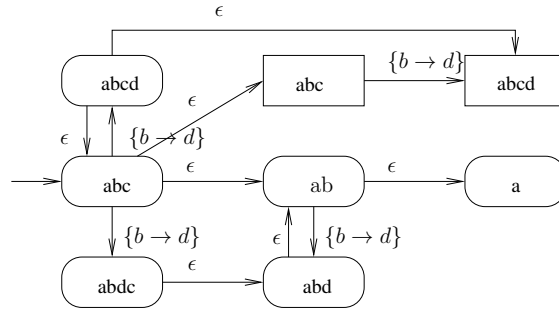 ϵ
abcd
abc
{b → d}
abcd
ϵ
ϵ
{b → d}
abc
ϵ
ab
ϵ
a
{b → d}
ϵ
{b → d}
abdc
ϵ
abd